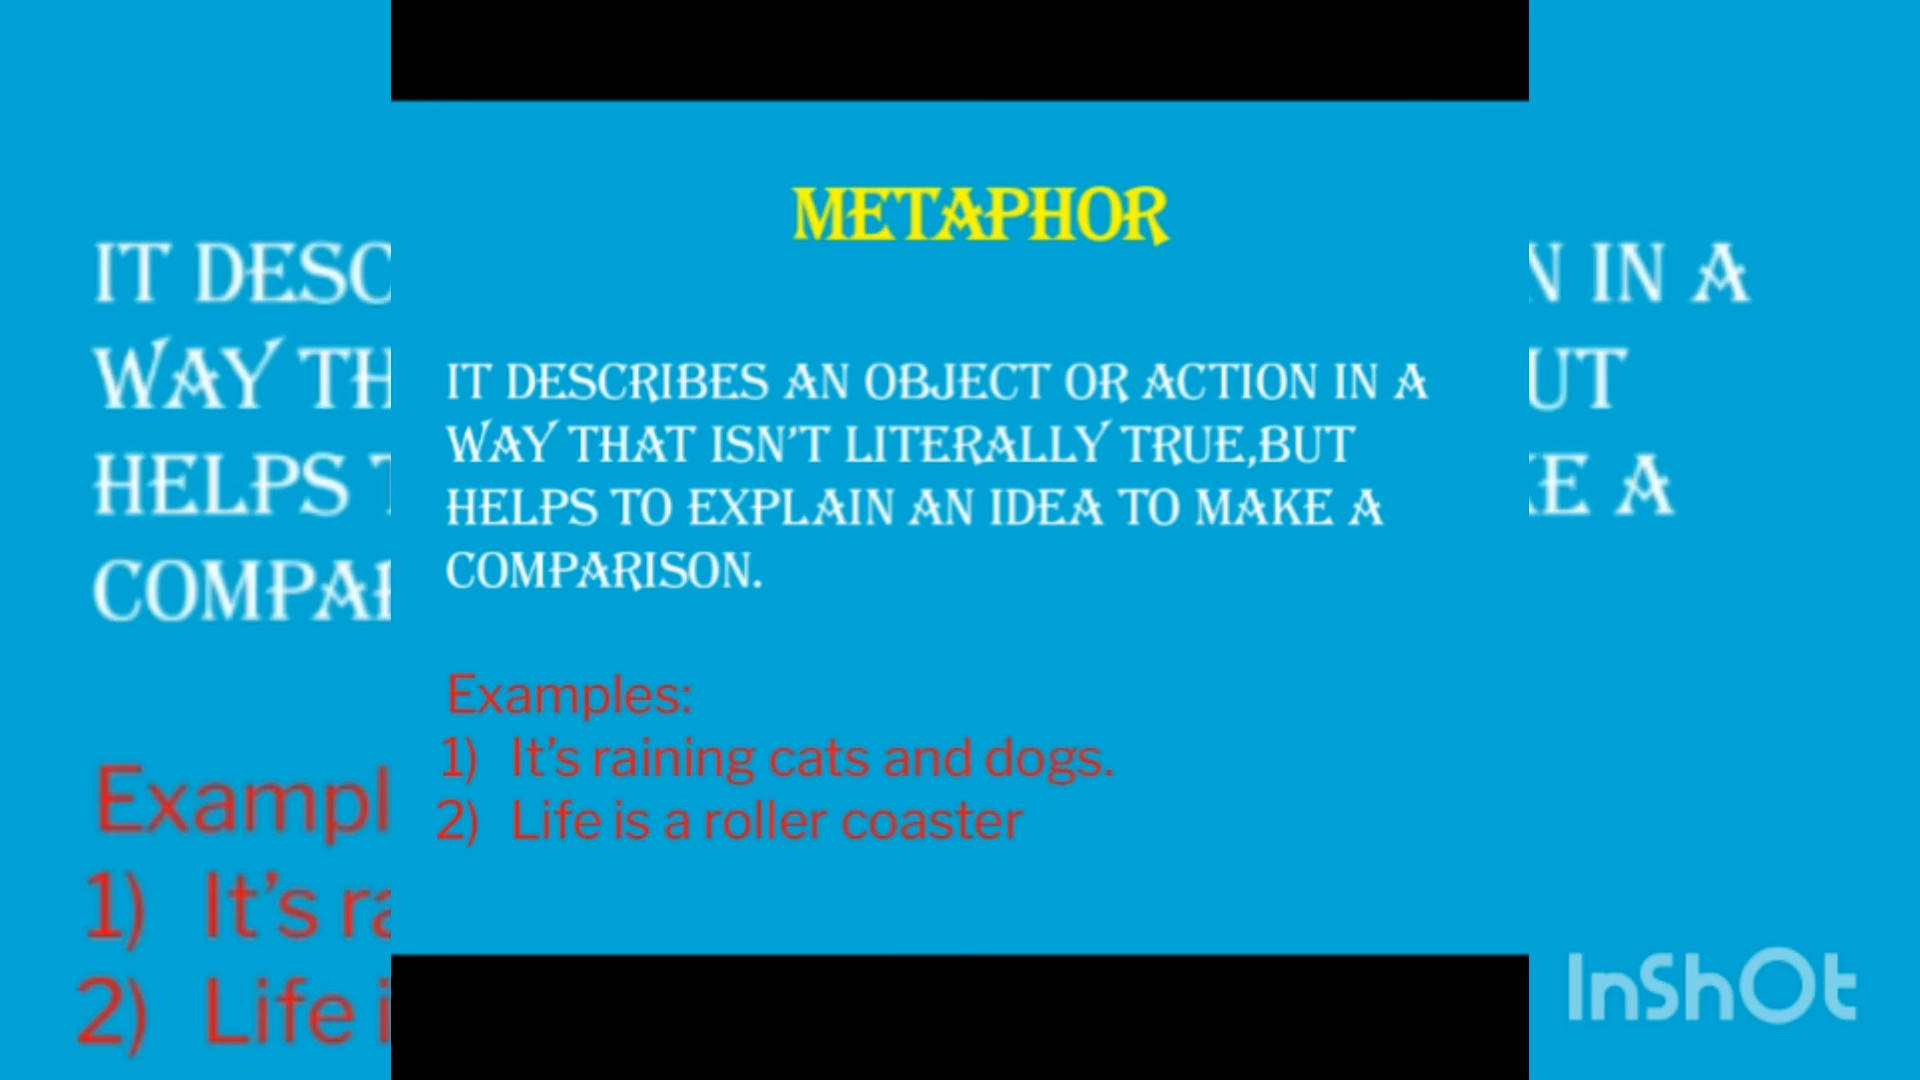 METAPHOR
IT DESCRIBES AN OBJECT OR ACTION IN A
WAY THAT ISN'T LITERALLY TRUE,BUT
HELPS TO EXPLAIN AN IDEA TO MAKE A
COMPARISON.
Examples:
1) It's raining cats and dogs.
2) Life is a roller coaster
InShOt